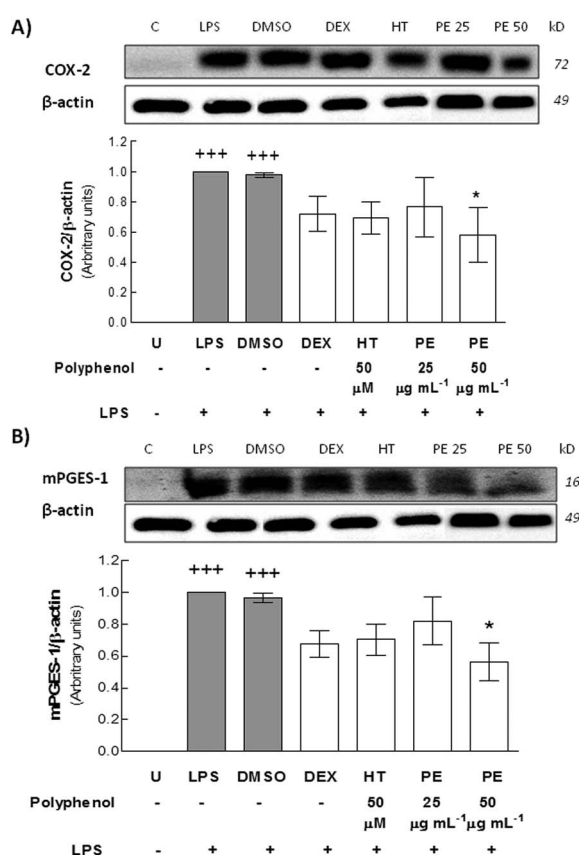 A)
C LPS DMSO DEX HT PE 25 PE 50 kD
COX-2 72
β-actin 49
COX-2/β-actin
(Arbritrary units)
1.2
1.0
0.8
0.6
0.4
0.2
0.0
+++ +++ *
U LPS DMSO DEX HT PE PE
Polyphenol - - - - 50 25 50
μM μg mL⁻¹ μg mL⁻¹
LPS - + + + + + +
B)
C LPS DMSO DEX HT PE 25 PE 50 kD
mPGES-1 16
β-actin 49
mPGES-1/β-actin
(Arbritrary units)
1.2
1.0
0.8
0.6
0.4
0.2
0.0
+++ +++ *
U LPS DMSO DEX HT PE PE
Polyphenol - - - - 50 25 50
μM μg mL⁻¹ μg mL⁻¹
LPS - + + + + + +